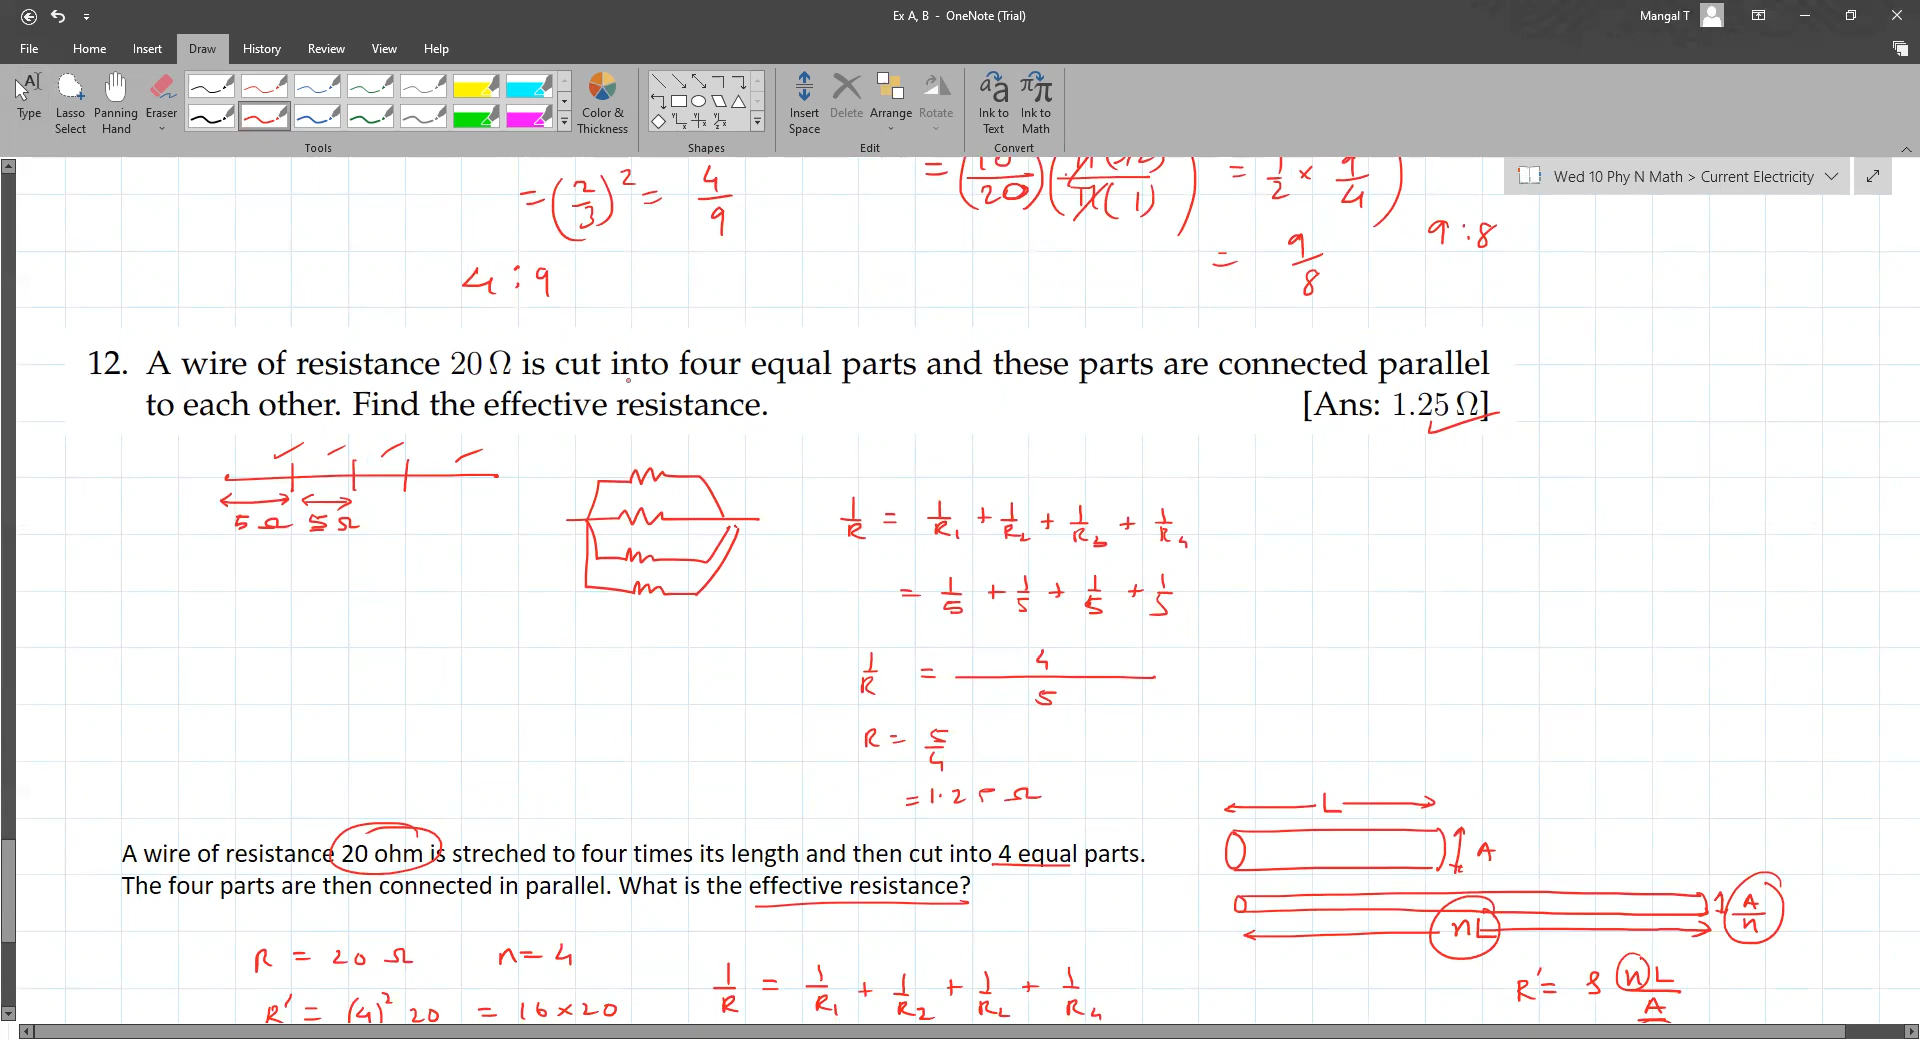 Ex A, B - OneNote (Trial)
Mangal T
File Home Insert Draw History Review View Help
Type
Lasso Select
Panning Hand
Eraser
Color & Thickness
Insert Space
Delete
Arrange
Rotate
Ink to Text
Ink to Math
Tools
Shapes
Edit
Convert
Wed 10 Phy N Math > Current Electricity
= (2/3)² = 4/9
4 : 9
= 1/2 × 9/4
= 9/8
9 : 8
12. A wire of resistance 20 Ω is cut into four equal parts and these parts are connected parallel
to each other. Find the effective resistance. [Ans: 1.25 Ω]
5 Ω 5 Ω
1/R = 1/R₁ + 1/R₂ + 1/R₃ + 1/R₄
= 1/5 + 1/5 + 1/5 + 1/5
1/R = 4/5
R = 5/4
= 1.25 Ω
L
A
A wire of resistance 20 ohm is streched to four times its length and then cut into 4 equal parts.
The four parts are then connected in parallel. What is the effective resistance?
nL
A/n
R = 20 Ω n = 4
R' = (4)² 20 = 16 × 20
1/R = 1/R₁ + 1/R₂ + 1/R₂ + 1/R₄
R' = ρ nL / A